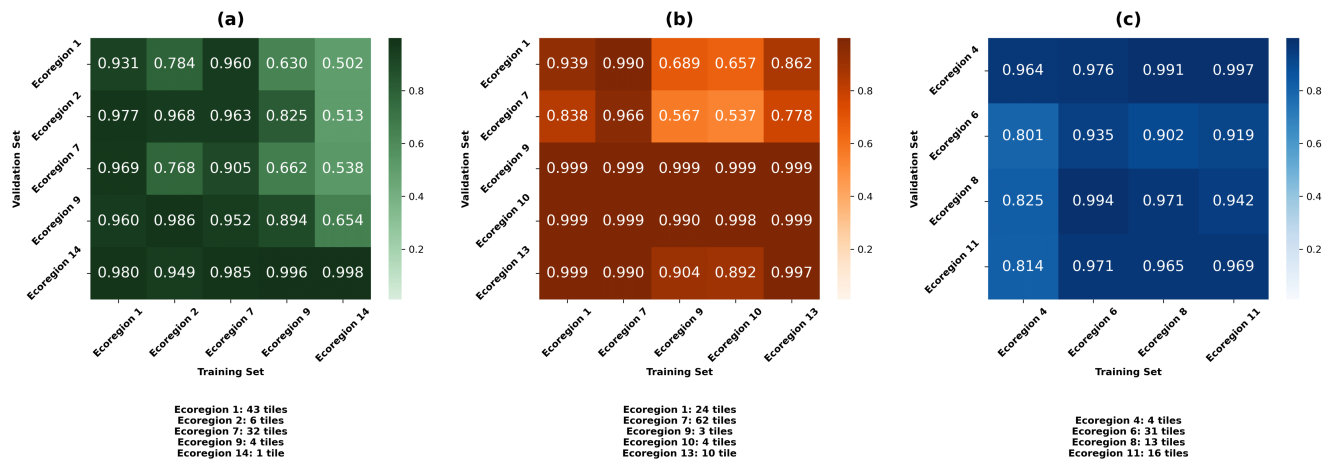 (a)
Validation Set
Ecoregion 1
Ecoregion 2
Ecoregion 7
Ecoregion 9
Ecoregion 14
0.931 0.784 0.960 0.630 0.502
0.977 0.968 0.963 0.825 0.513
0.969 0.768 0.905 0.662 0.538
0.960 0.986 0.952 0.894 0.654
0.980 0.949 0.985 0.996 0.998
0.8
0.6
0.4
0.2
Ecoregion 1
Ecoregion 2
Ecoregion 7
Ecoregion 9
Ecoregion 14
Training Set
Ecoregion 1: 43 tiles
Ecoregion 2: 6 tiles
Ecoregion 7: 32 tiles
Ecoregion 9: 4 tiles
Ecoregion 14: 1 tile
(b)
Validation Set
Ecoregion 1
Ecoregion 7
Ecoregion 9
Ecoregion 10
Ecoregion 13
0.939 0.990 0.689 0.657 0.862
0.838 0.966 0.567 0.537 0.778
0.999 0.999 0.999 0.999 0.999
0.999 0.999 0.990 0.998 0.999
0.999 0.990 0.904 0.892 0.997
0.8
0.6
0.4
0.2
Ecoregion 1
Ecoregion 7
Ecoregion 9
Ecoregion 10
Ecoregion 13
Training Set
Ecoregion 1: 24 tiles
Ecoregion 7: 62 tiles
Ecoregion 9: 3 tiles
Ecoregion 10: 4 tiles
Ecoregion 13: 10 tile
(c)
Validation Set
Ecoregion 4
Ecoregion 6
Ecoregion 8
Ecoregion 11
0.964 0.976 0.991 0.997
0.801 0.935 0.902 0.919
0.825 0.994 0.971 0.942
0.814 0.971 0.965 0.969
0.8
0.6
0.4
0.2
Ecoregion 4
Ecoregion 6
Ecoregion 8
Ecoregion 11
Training Set
Ecoregion 4: 4 tiles
Ecoregion 6: 31 tiles
Ecoregion 8: 13 tiles
Ecoregion 11: 16 tiles